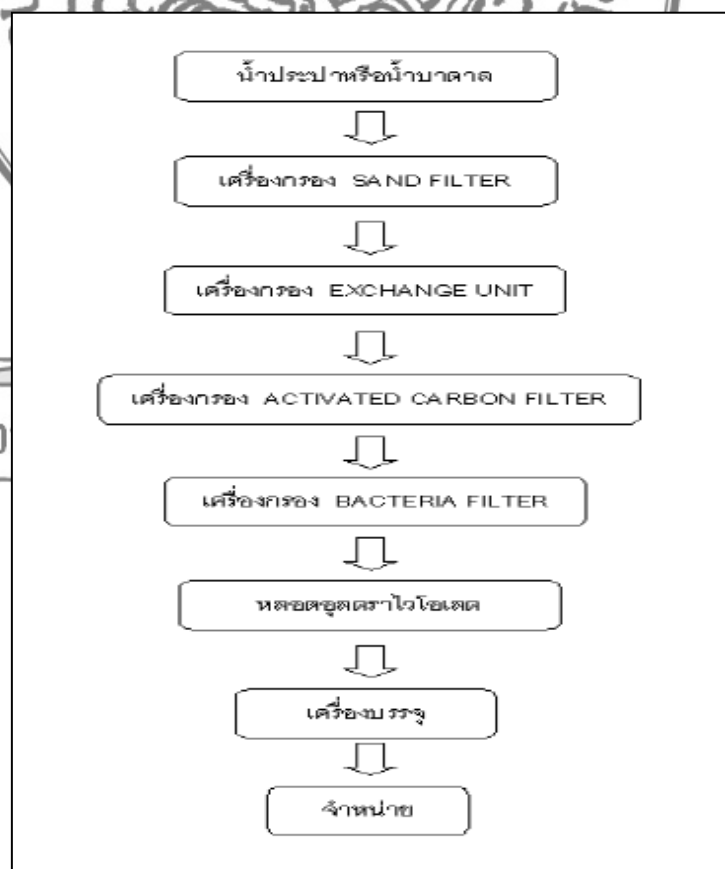 น้ำประปาหรือน้ำบาดาล
เครื่องกรอง SAND FILTER
เครื่องกรอง EXCHANGE UNIT
เครื่องกรอง ACTIVATED CARBON FILTER
เครื่องกรอง BACTERIA FILTER
หลอดอุลตราไวโอเลต
เครื่องบรรจุ
จำหน่าย